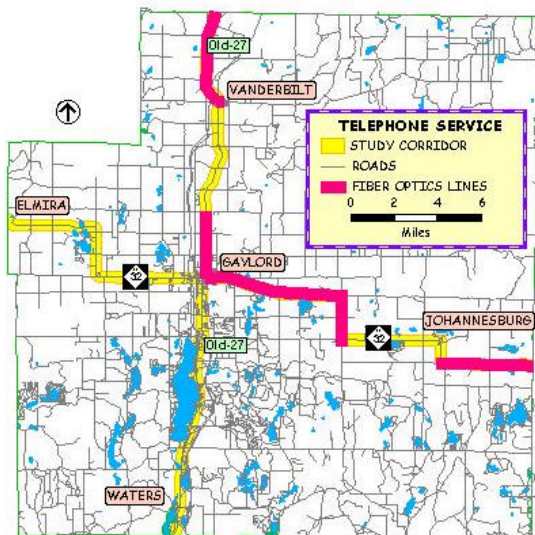 Old-27
VANDERBILT
TELEPHONE SERVICE
STUDY CORRIDOR
ROADS
FIBER OPTICS LINES
0 2 4 6
Miles
ELMIRA
GAYLORD
32
JOHANNESBURG
32
Old-27
WATERS